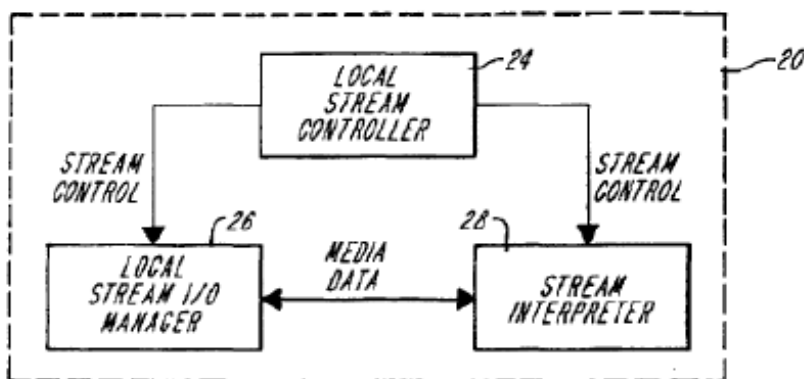 24
20
LOCAL
STREAM
CONTROLLER
STREAM
CONTROL
STREAM
CONTROL
26
28
LOCAL
STREAM I/O
MANAGER
MEDIA
DATA
STREAM
INTERPRETER